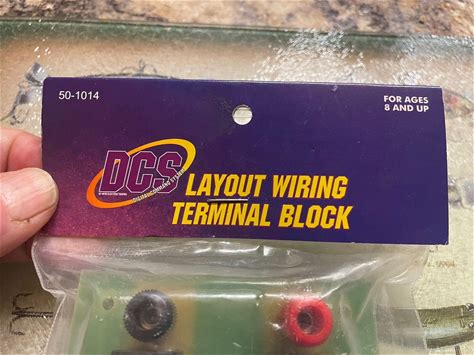 50-1014
FOR AGES
8 AND UP
DCS
LAYOUT WIRING
TERMINAL BLOCK